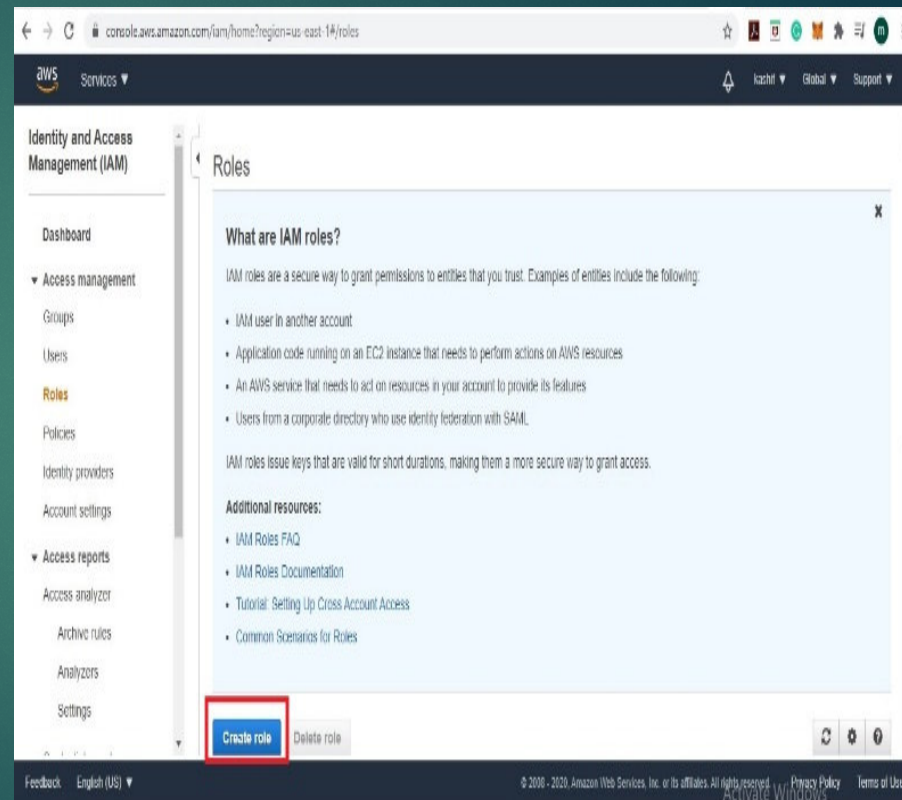 console.aws.amazon.com/iam/home?region=us-east-1#/roles
aws
Services ▼
kashif ▼
Global ▼
Support ▼
Identity and Access
Management (IAM)
Dashboard
Access management
Groups
Users
Roles
Policies
Identity providers
Account settings
Access reports
Access analyzer
Archive rules
Analyzers
Settings
Roles
What are IAM roles?
IAM roles are a secure way to grant permissions to entities that you trust. Examples of entities include the following:
• IAM user in another account
• Application code running on an EC2 instance that needs to perform actions on AWS resources
• An AWS service that needs to act on resources in your account to provide its features
• Users from a corporate directory who use identity federation with SAML
IAM roles issue keys that are valid for short durations, making them a more secure way to grant access.
Additional resources:
• IAM Roles FAQ
• IAM Roles Documentation
• Tutorial: Setting Up Cross Account Access
• Common Scenarios for Roles
Create role
Delete role
Feedback
English (US) ▼
© 2008 - 2020, Amazon Web Services, Inc. or its affiliates. All rights reserved.
Privacy Policy
Terms of Use
Activate Windows